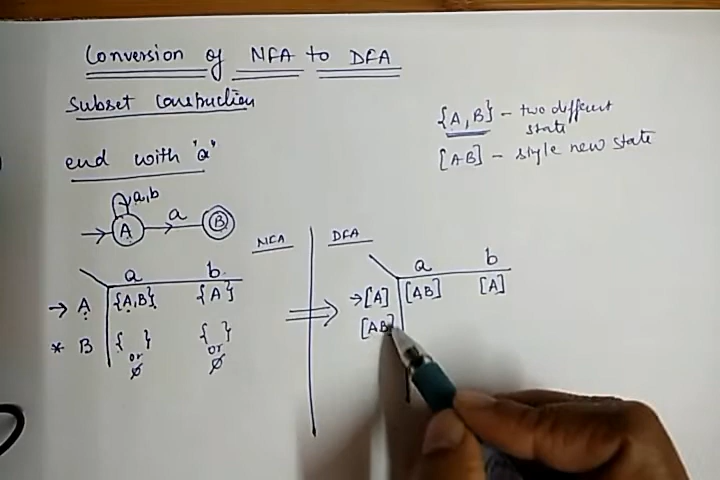 Conversion of NFA to DFA
Subset Construction
{A, B} - two different
state
[AB] - single new state
end with "a"
a,b
A
a
B
NFA
DFA
a b
→ A {A,B} {A}
* B { } { }
or or
ø ø
a b
→ [A] [AB] [A]
[AB]